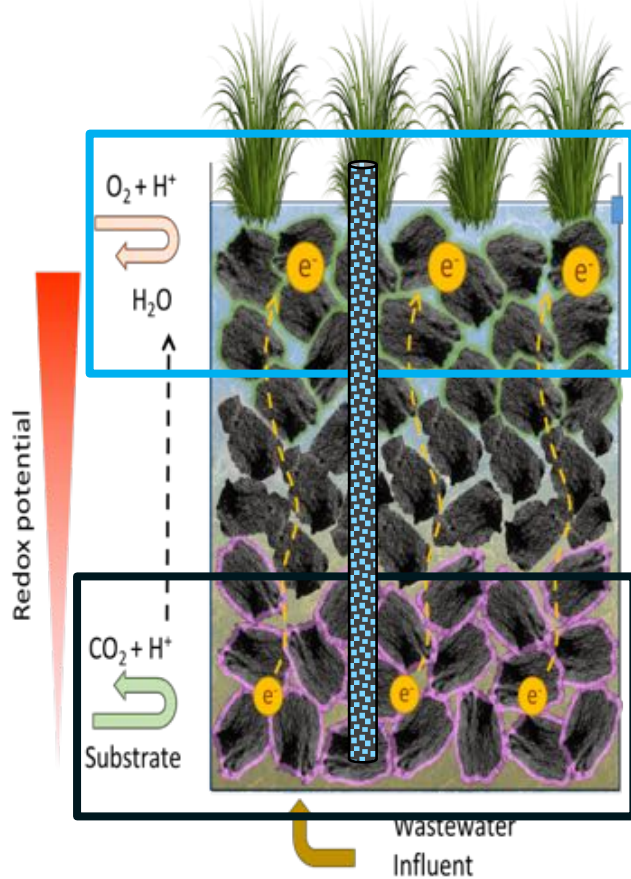 O₂ + H⁺
H₂O
e⁻ e⁻ e⁻
Redox potential
CO₂ + H⁺
Substrate
e⁻ e⁻ e⁻
Wastewater
Influent